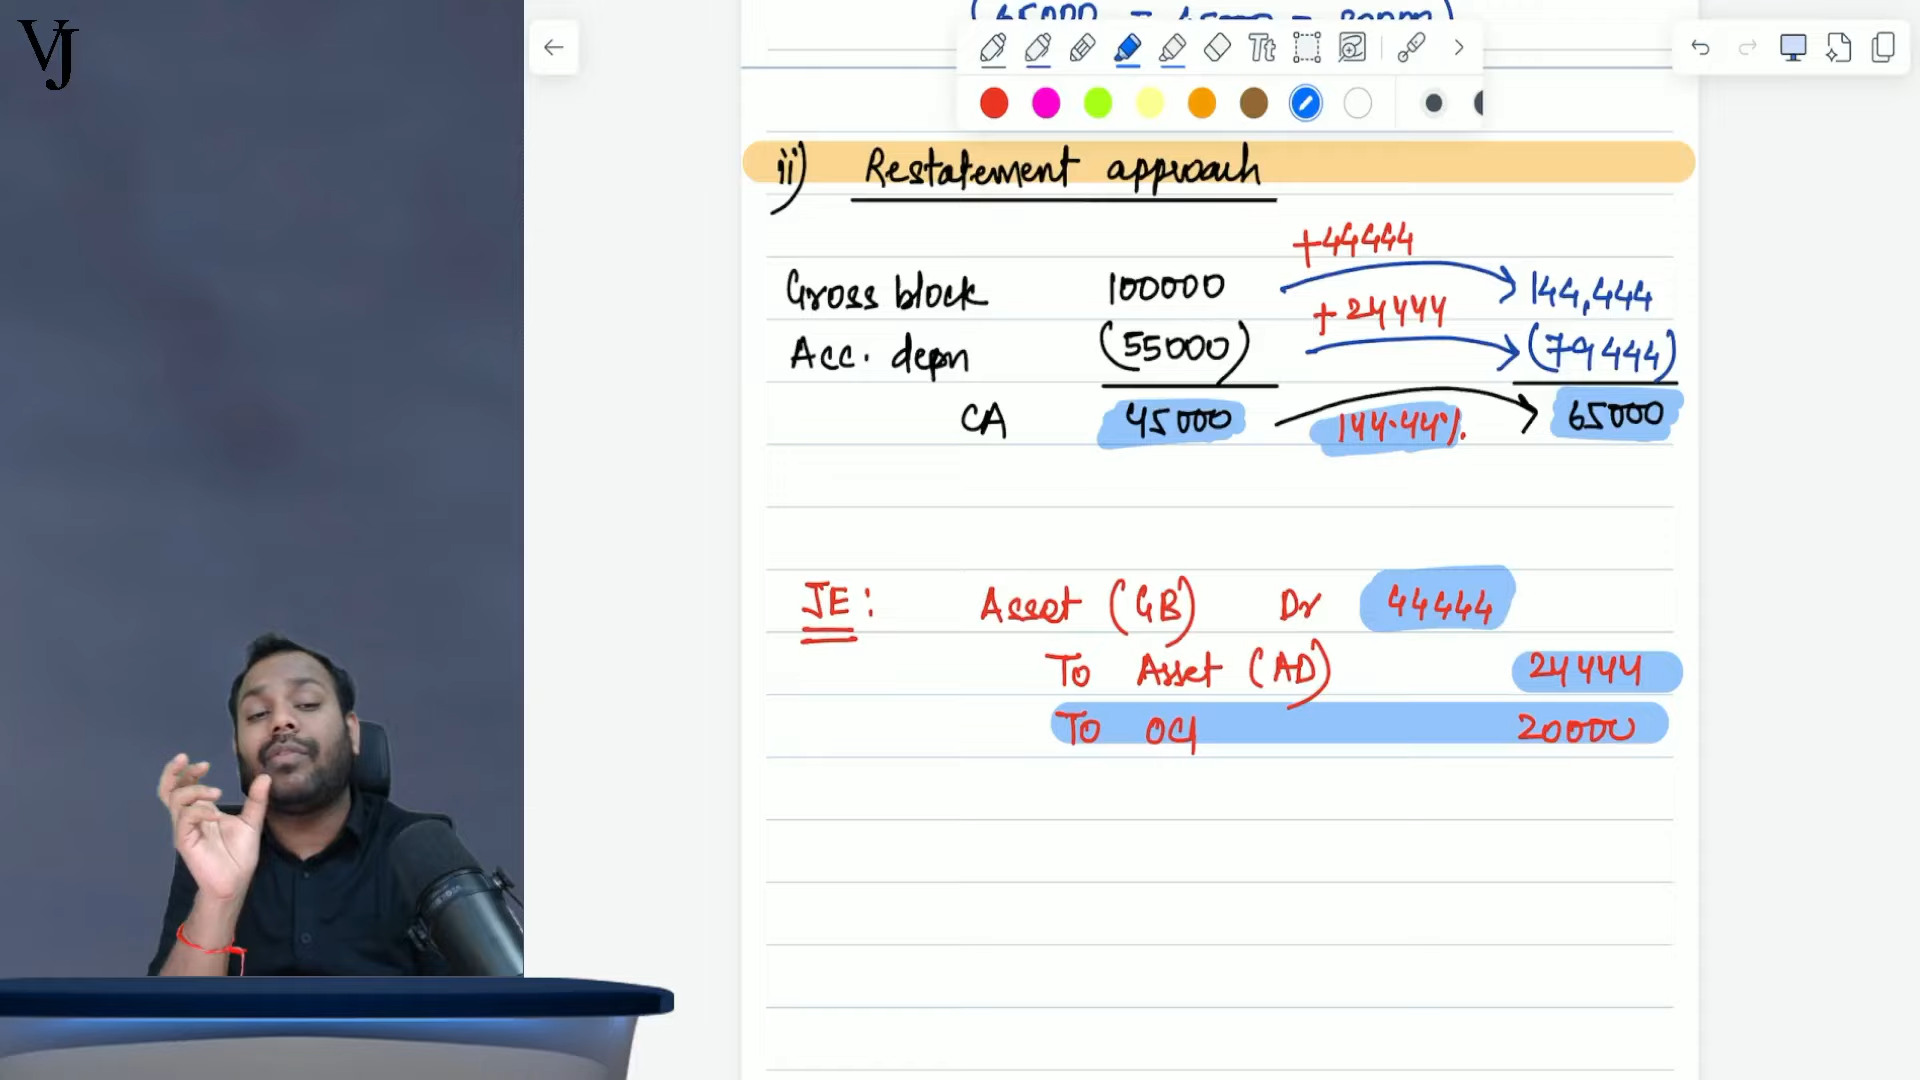 VJ
Tt
ii) Restatement approach
+44444
Gross block 100000 144,444
+ 24444
Acc. depn (55000) (79444)
CA 45000 144.44%. 65000
JE: Asset (GB) Dr 44444
To Asset (AD) 24444
To OCI 20000